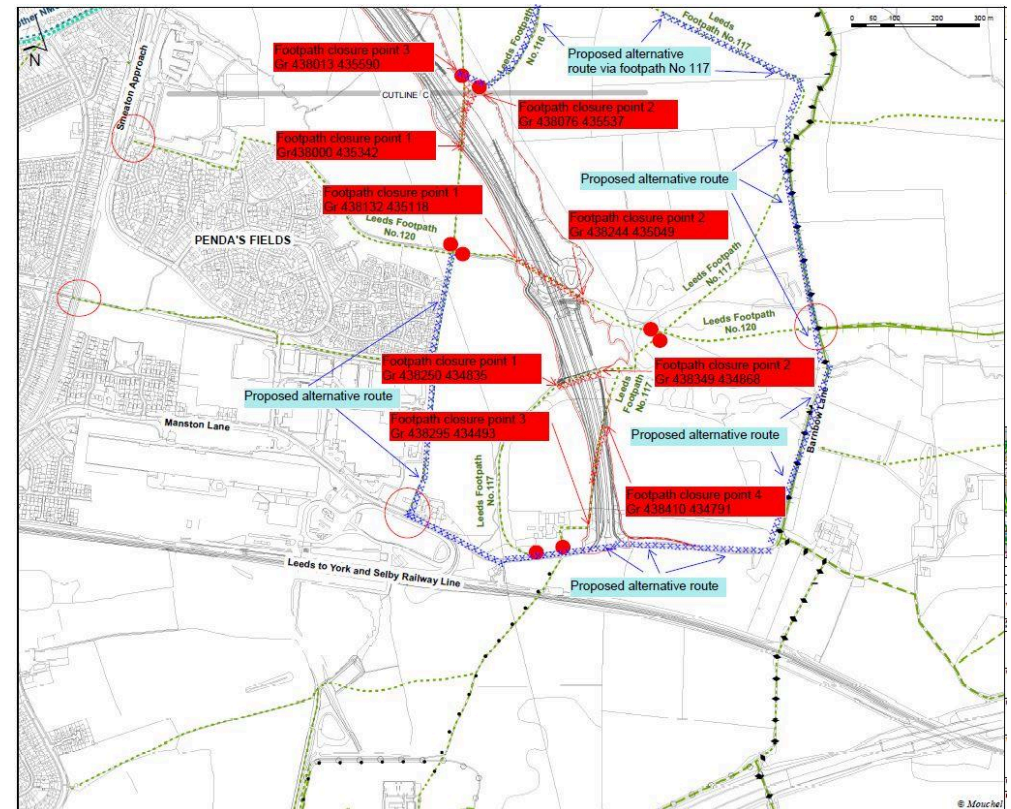 other NM
N
Smeaton Approach
Footpath closure point 3
Gr 438013 435590
Leeds Footpath
No.116
Proposed alternative
route via footpath No 117
Leeds
Footpath No.117
0 50 100 200 300 m
CUTLINE C
Footpath closure point 2
Gr 438076 435537
Footpath closure point 1
Gr438000 435342
Proposed alternative route
Footpath closure point 1
Gr 438132 435118
Footpath closure point 2
Gr 438244 435049
Leeds Footpath
No.120
PENDA'S FIELDS
Leeds Footpath
No.117
Leeds Footpath
No.120
Footpath closure point 1
Gr 438250 434835
Footpath closure point 2
Gr 438349 434868
Leeds
Footpath
No.117
Proposed alternative route
Manston Lane
Footpath closure point 3
Gr 438295 434493
Proposed alternative route
Barnbow Lane
Leeds Footpath
No.117
Footpath closure point 4
Gr 438410 434791
Leeds to York and Selby Railway Line
Proposed alternative route
© Mouchel